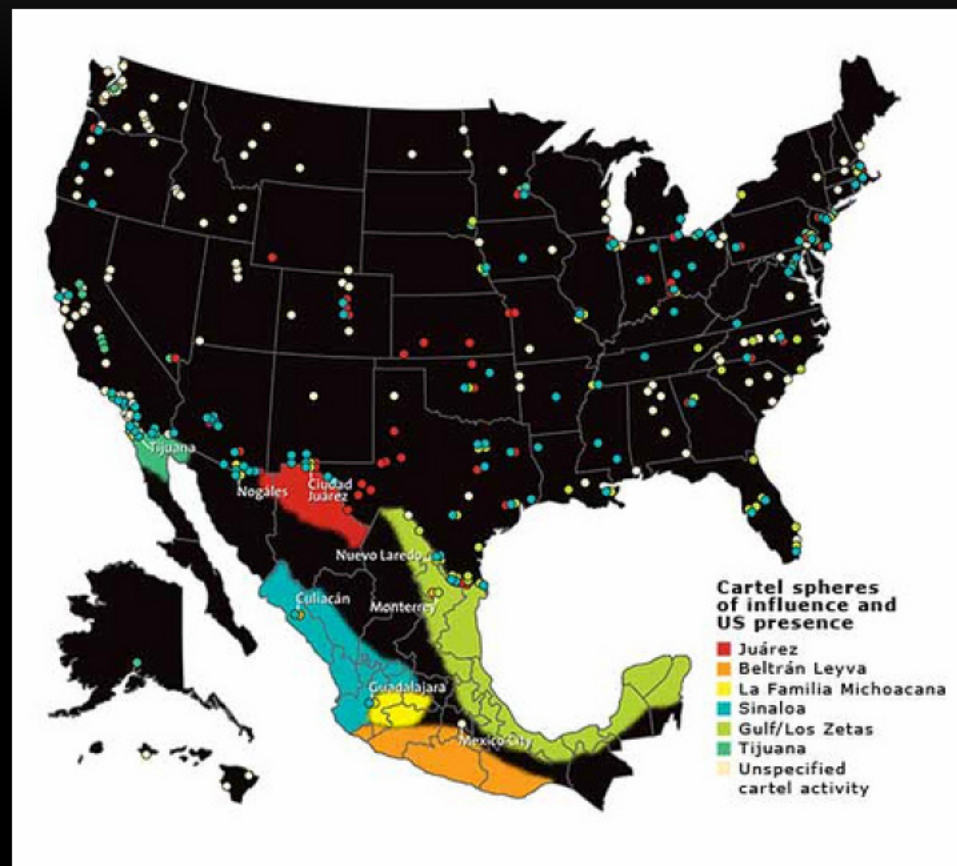 Tijuana
Nogáles
Ciudad
Juárez
Nuevo Laredo
Culiacán
Monterrey
Guadalajara
Mexico City
Cartel spheres
of influence and
US presence
Juárez
Beltrán Leyva
La Familia Michoacana
Sinaloa
Gulf/Los Zetas
Tijuana
Unspecified
cartel activity